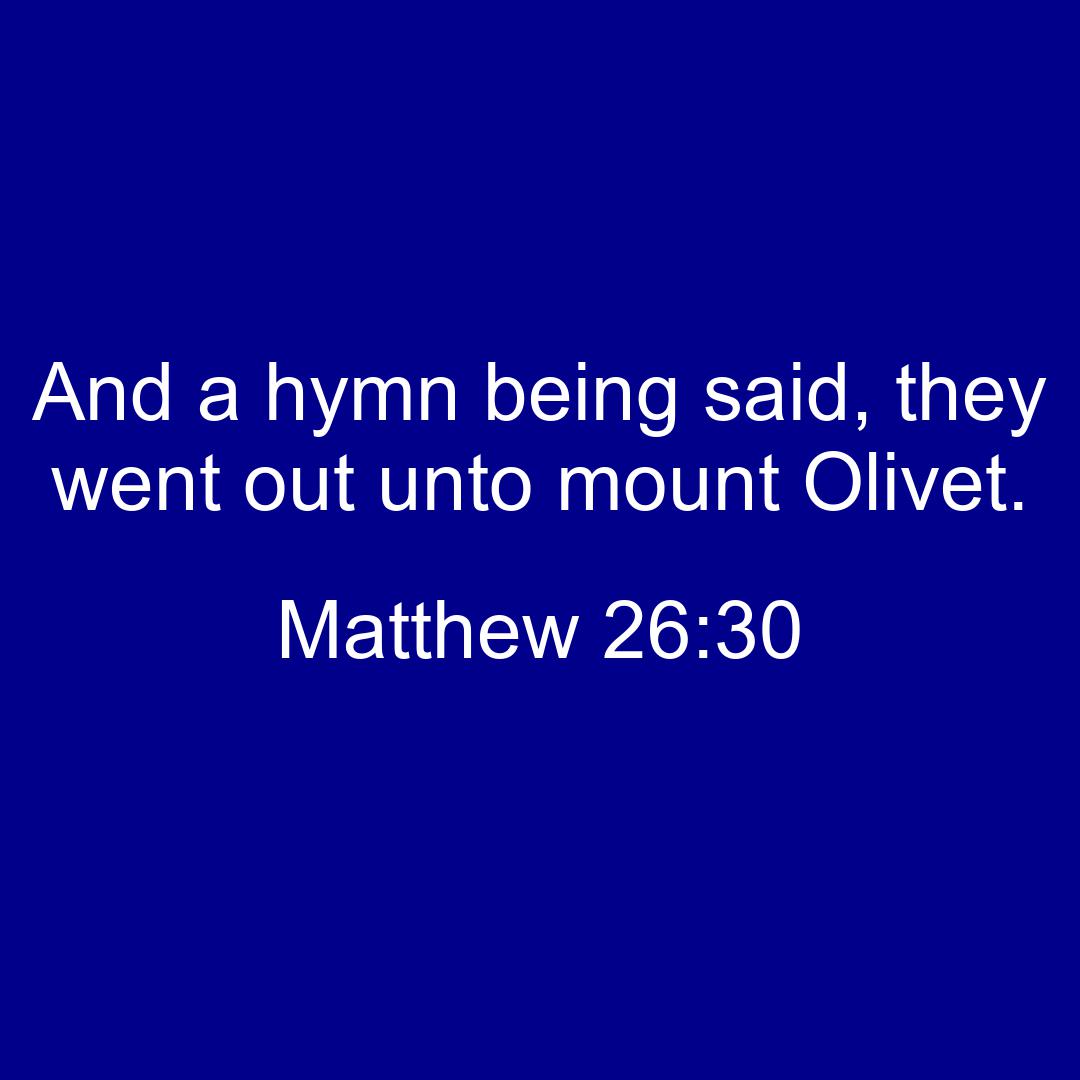 And a hymn being said, they
went out unto mount Olivet.
Matthew 26:30